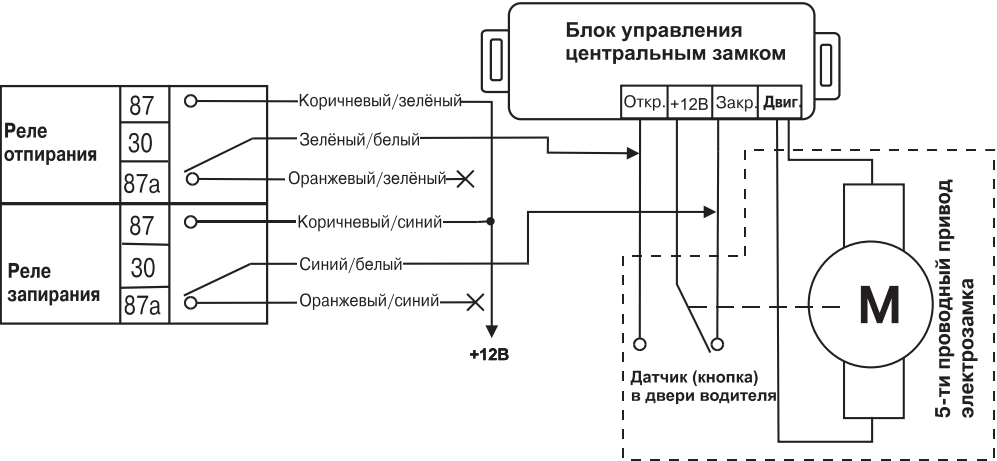 Блок управления
центральным замком
Откр. +12В Закр. Двиг.
Реле
отпирания
87
30
87a
Коричневый/зелёный
Зелёный/белый
Оранжевый/зелёный
Реле
запирания
87
30
87a
Коричневый/синий
Синий/белый
Оранжевый/синий
+12В
M
Датчик (кнопка)
в двери водителя
5-ти проводный привод
электрозамка